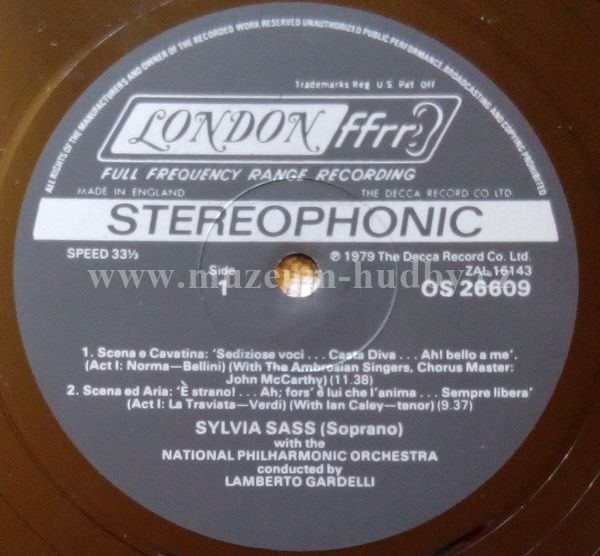 ALL RIGHTS OF THE MANUFACTURERS AND OWNER OF THE RECORDED WORK RESERVED UNAUTHORIZED PUBLIC PERFORMANCE, BROADCASTING AND COPYING PROHIBITED
Trademarks Reg U.S. Pat. Off
LONDON ffrr
FULL FREQUENCY RANGE RECORDING
MADE IN ENGLAND THE DECCA RECORD CO LTD
STEREOPHONIC
SPEED 33⅓ ℗ 1979 The Decca Record Co. Ltd.
Side ZAL 16143
1 OS 26609
www.muzeum-hudby.cz
1. Scena e Cavatina: 'Sediziose voci . . . Casta Diva . . . Ah! bello a me'.
(Act I: Norma—Bellini) (With The Ambrosian Singers, Chorus Master:
John McCarthy) (11.38)
2. Scena ed Aria: 'È strano! . . . Ah; fors' è lui che l'anima . . . Sempre libera'
(Act I: La Traviata—Verdi) (With Ian Caley—tenor) (9.37)
SYLVIA SASS (Soprano)
with the
NATIONAL PHILHARMONIC ORCHESTRA
conducted by
LAMBERTO GARDELLI